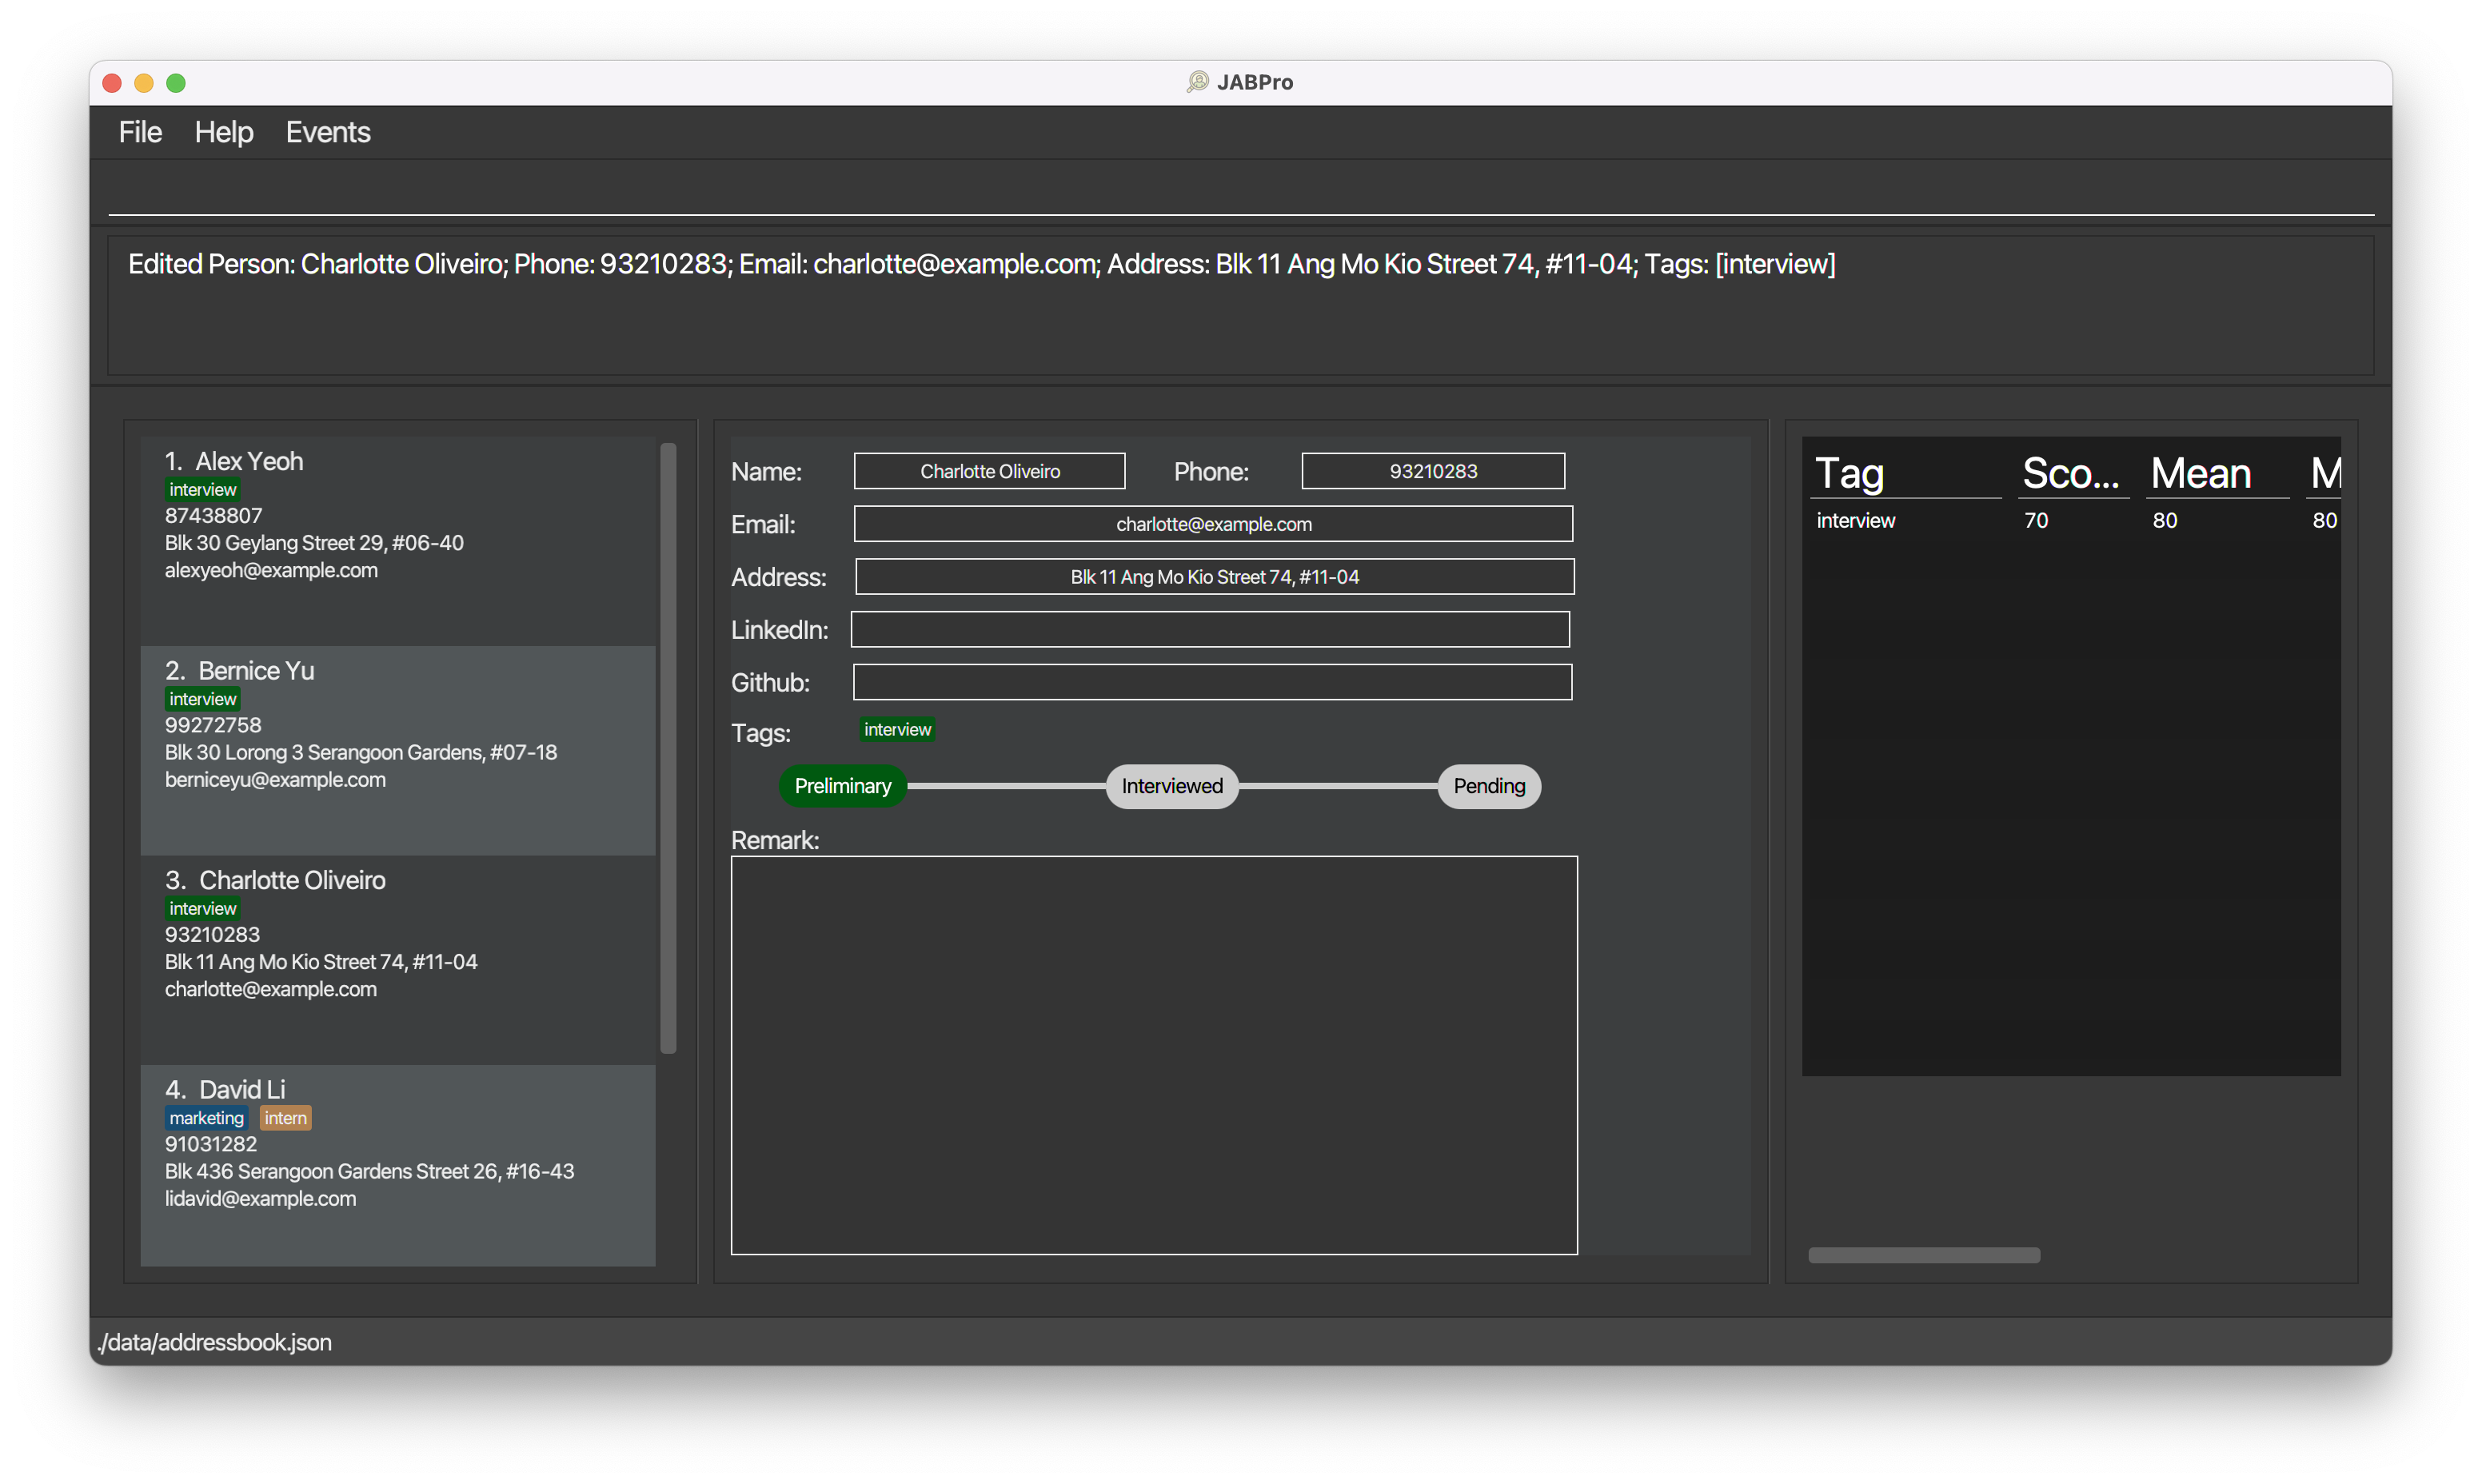 JABPro
File Help Events
Edited Person: Charlotte Oliveiro; Phone: 93210283; Email: charlotte@example.com; Address: Blk 11 Ang Mo Kio Street 74, #11-04; Tags: [interview]
1. Alex Yeoh
interview
87438807
Blk 30 Geylang Street 29, #06-40
alexyeoh@example.com
2. Bernice Yu
interview
99272758
Blk 30 Lorong 3 Serangoon Gardens, #07-18
berniceyu@example.com
3. Charlotte Oliveiro
interview
93210283
Blk 11 Ang Mo Kio Street 74, #11-04
charlotte@example.com
4. David Li
marketing intern
91031282
Blk 436 Serangoon Gardens Street 26, #16-43
lidavid@example.com
Name: Charlotte Oliveiro Phone: 93210283
Email: charlotte@example.com
Address: Blk 11 Ang Mo Kio Street 74, #11-04
LinkedIn:
Github:
Tags: interview
Preliminary Interviewed Pending
Remark:
Tag Sco... Mean M
interview 70 80 80
./data/addressbook.json